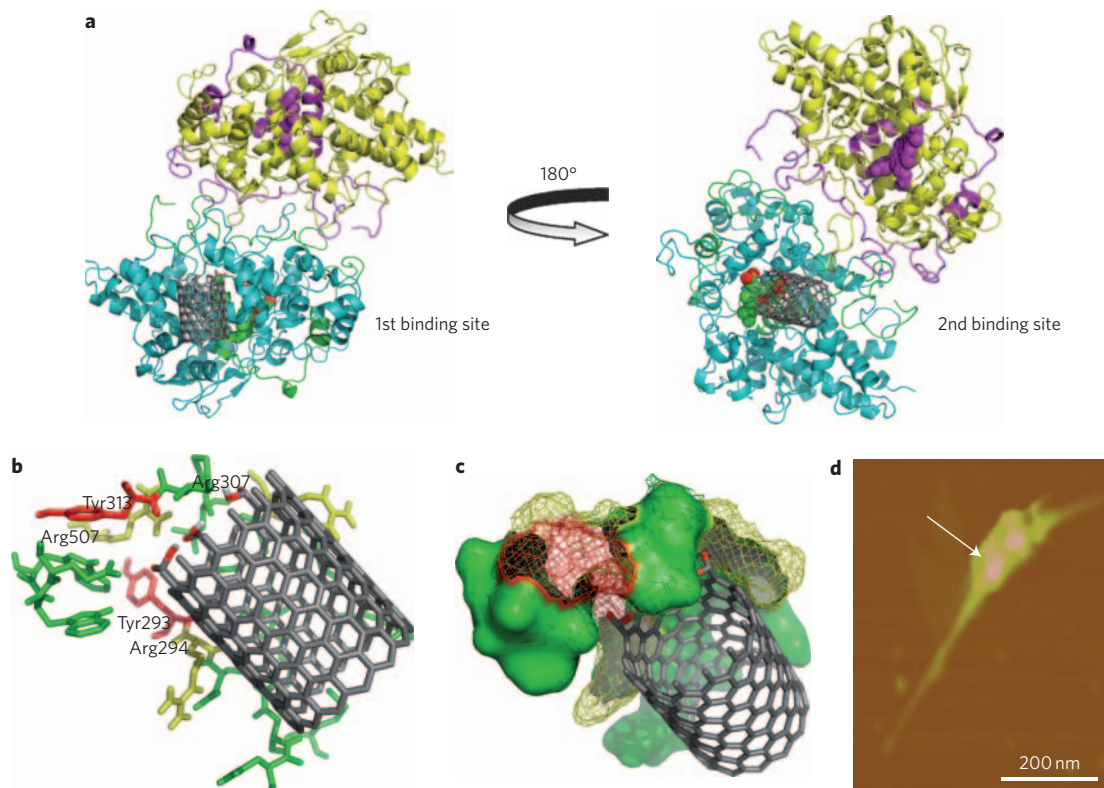 a
180°
1st binding site
2nd binding site
b
Arg307
Tyr313
Arg507
Tyr293
Arg294
c
d
200 nm